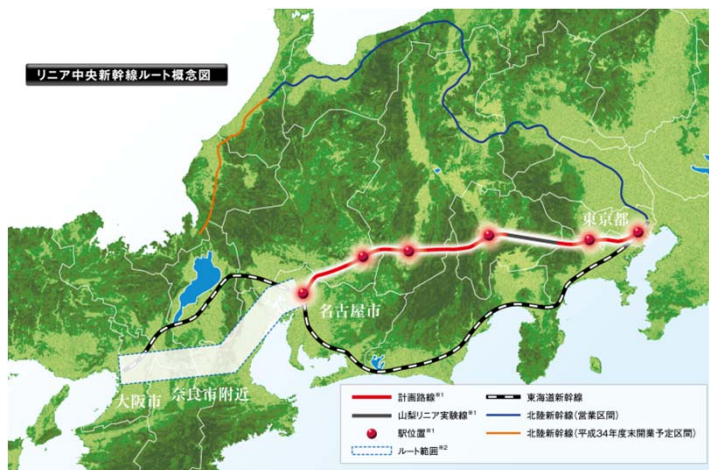 リニア中央新幹線ルート概念図
東京都
名古屋市
奈良市附近
大阪市
計画路線※1
山梨リニア実験線※1
駅位置※1
ルート範囲※2
東海道新幹線
北陸新幹線(営業区間)
北陸新幹線(平成34年度末開業予定区間)